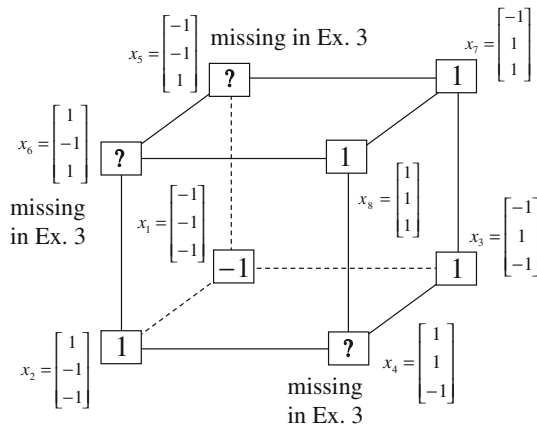 x₅ = [−1 −1 1]
missing in Ex. 3
x₇ = [−1 1 1]
?
1
x₆ = [1 −1 1]
?
1
missing
in Ex. 3
x₁ = [−1 −1 −1]
x₈ = [1 1 1]
x₃ = [−1 1 −1]
−1
1
x₂ = [1 −1 −1]
1
?
x₄ = [1 1 −1]
missing
in Ex. 3